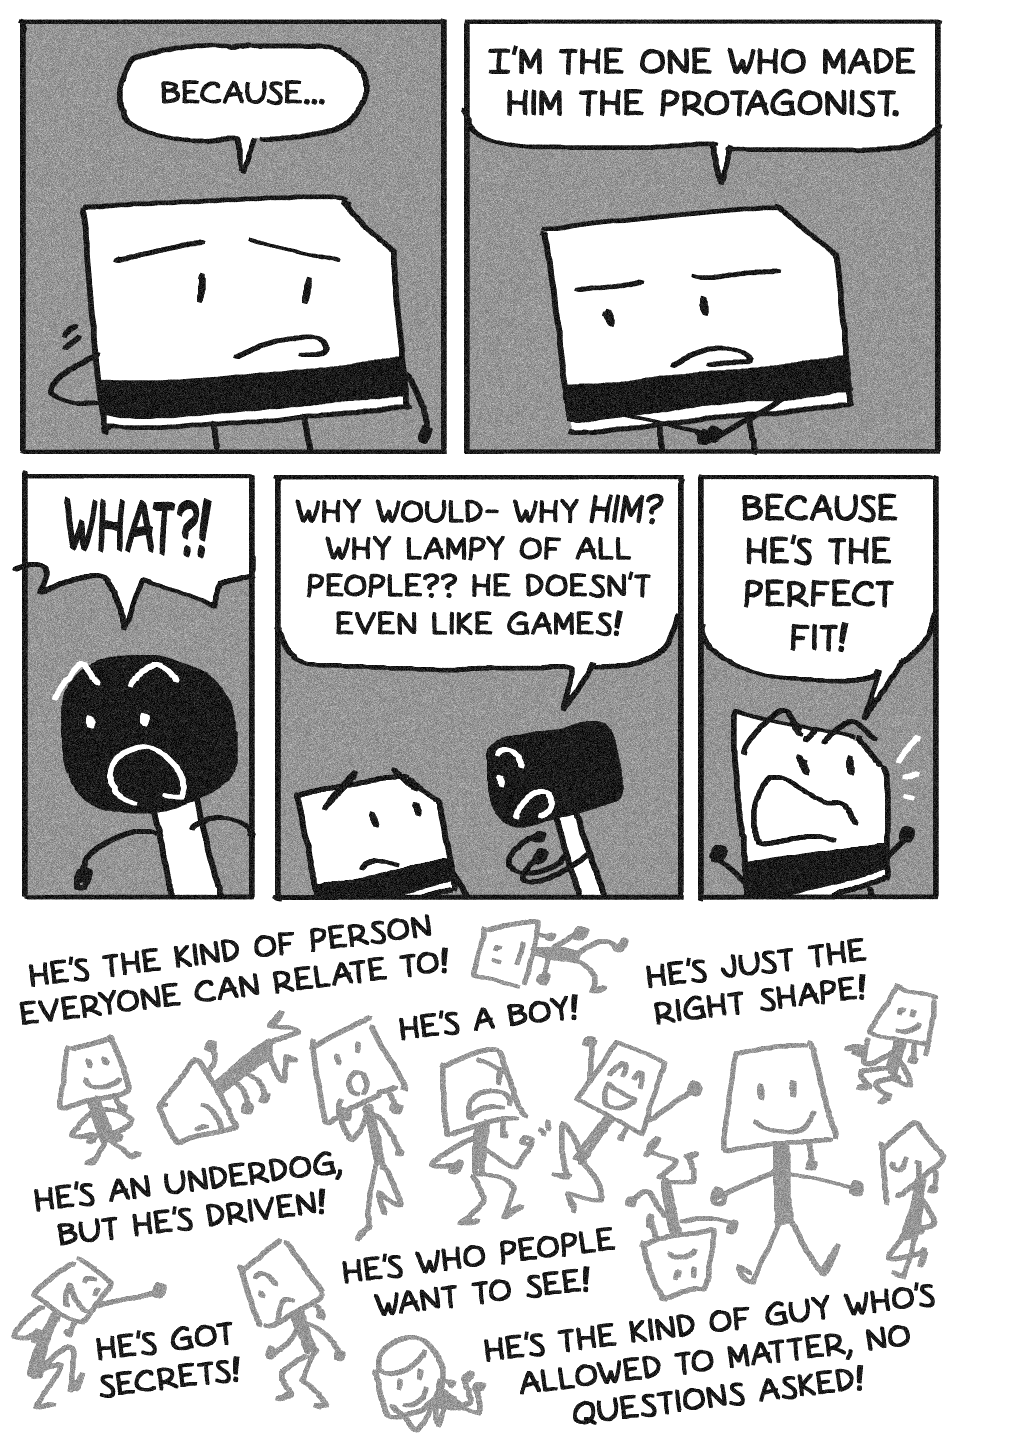 BECAUSE...
I'M THE ONE WHO MADE
HIM THE PROTAGONIST.
WHAT?!
WHY WOULD- WHY HIM?
WHY LAMPY OF ALL
PEOPLE?? HE DOESN'T
EVEN LIKE GAMES!
BECAUSE
HE'S THE
PERFECT
FIT!
HE'S THE KIND OF PERSON
EVERYONE CAN RELATE TO!
HE'S A BOY!
HE'S JUST THE
RIGHT SHAPE!
HE'S AN UNDERDOG,
BUT HE'S DRIVEN!
HE'S WHO PEOPLE
WANT TO SEE!
HE'S GOT
SECRETS!
HE'S THE KIND OF GUY WHO'S
ALLOWED TO MATTER, NO
QUESTIONS ASKED!